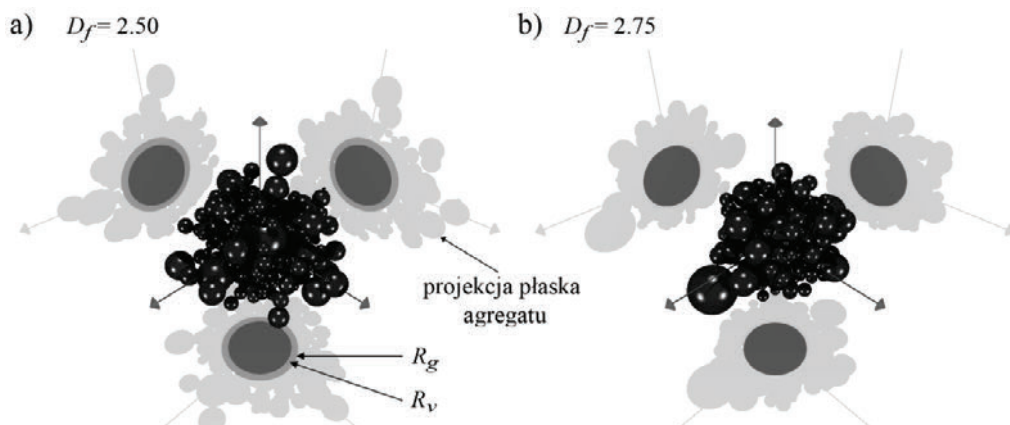 a) D_f = 2.50
b) D_f = 2.75
projekcja płaska
agregatu
R_g
R_v